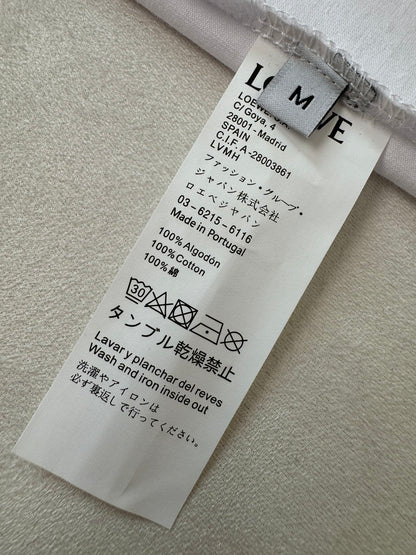 M
LOEWE
C/Goya, 4
28001 - Madrid
SPAIN
C.I.F. A-28003861
LVMH
ファッション・グループ・
ジャパン株式会社
ロエベジャパン
03-6215-6116
Made in Portugal
100% Algodón
100% Cotton
100% 綿
30
タンブル乾燥禁止
Lavar y planchar del reves
Wash and iron inside out
洗濯やアイロンは
必ず裏返しで行ってください。